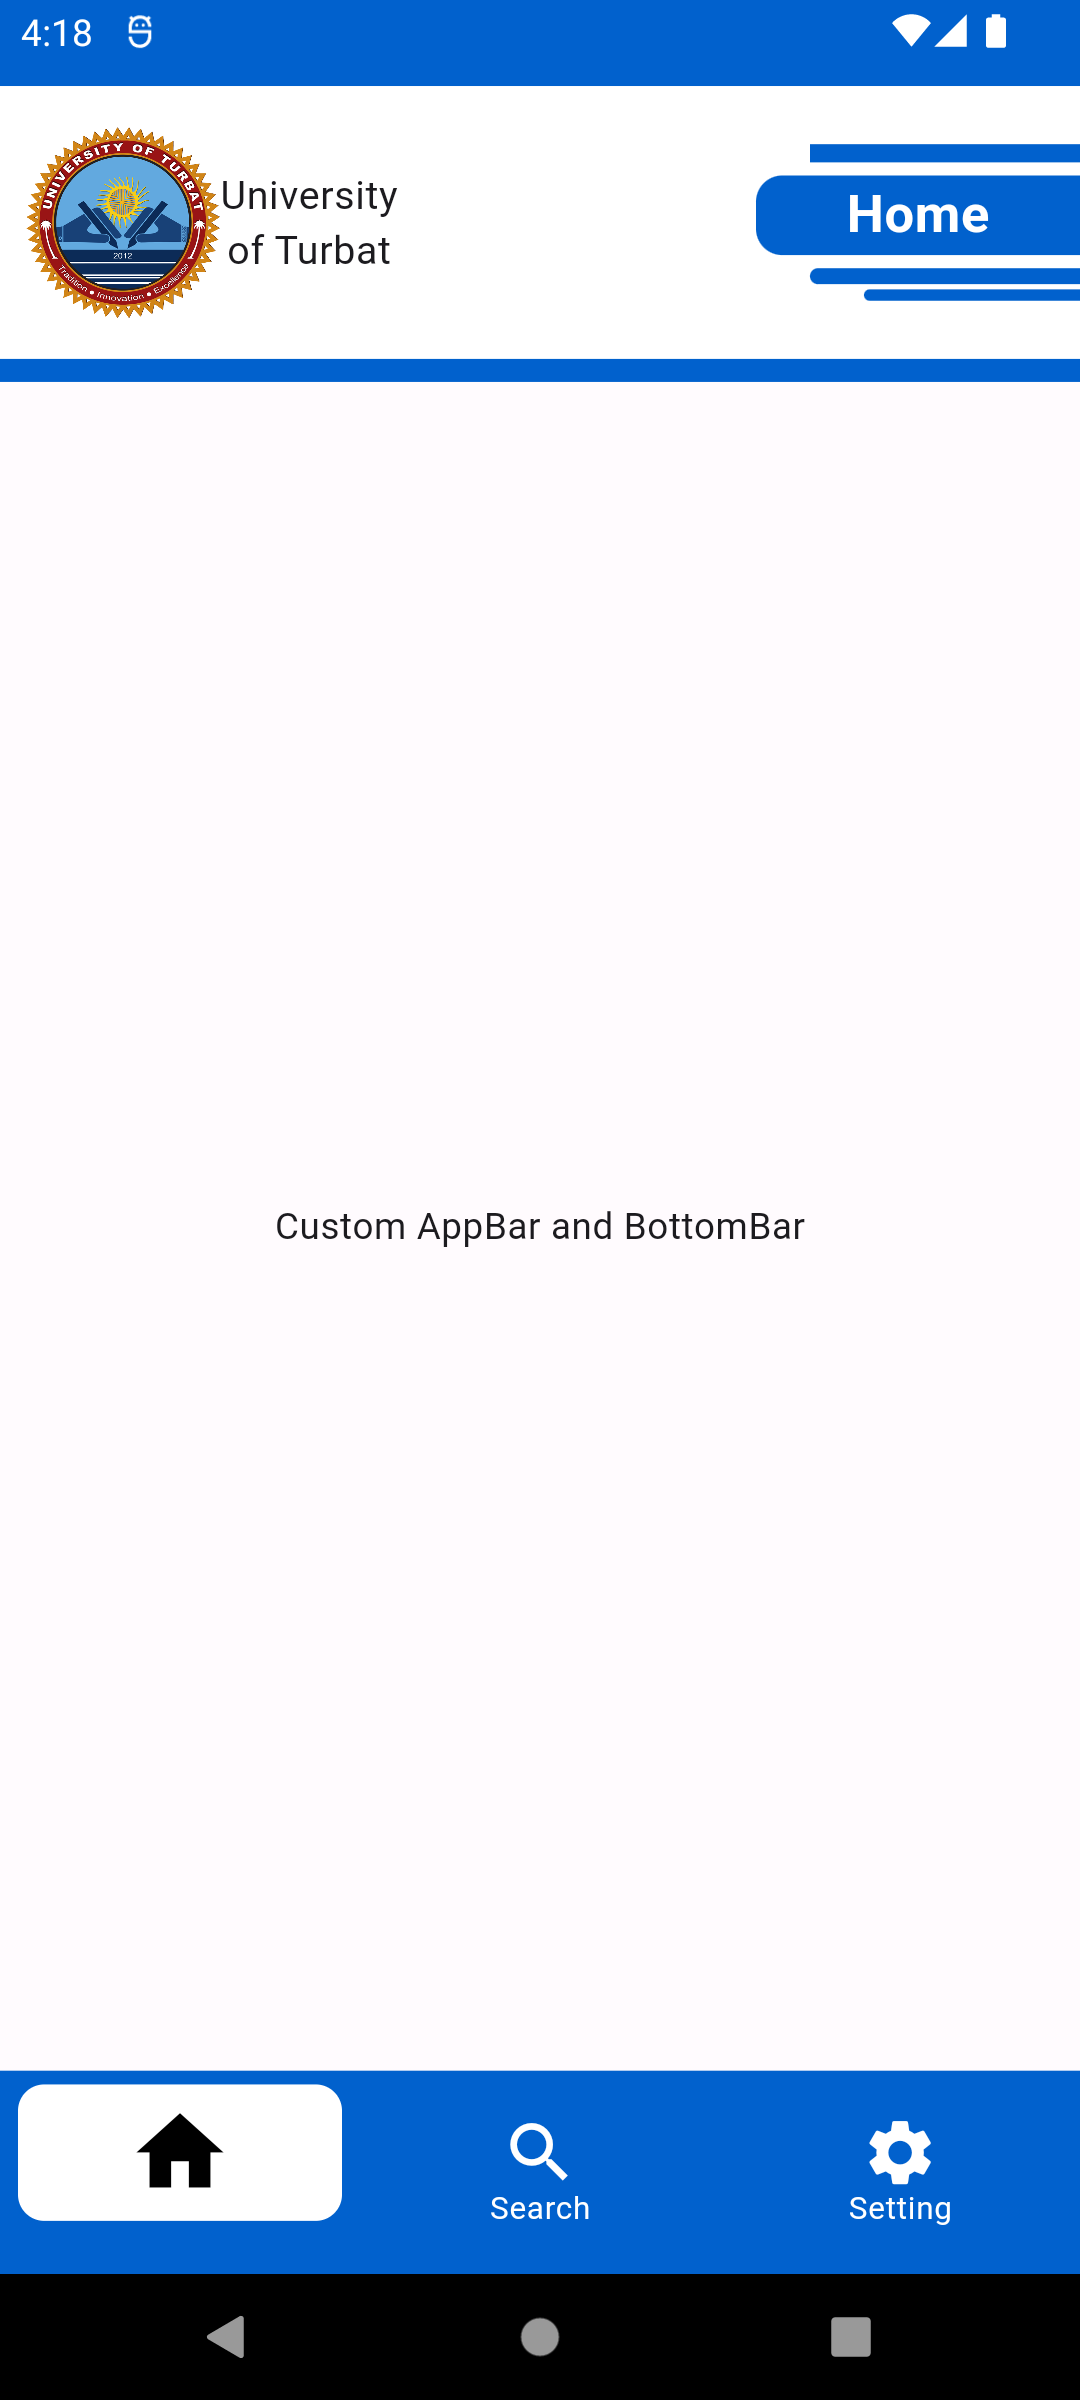 4:18
UNIVERSITY OF TURBAT
2012
Tradition • Innovation • Excellence
University
of Turbat
Home
Custom AppBar and BottomBar
Search
Setting